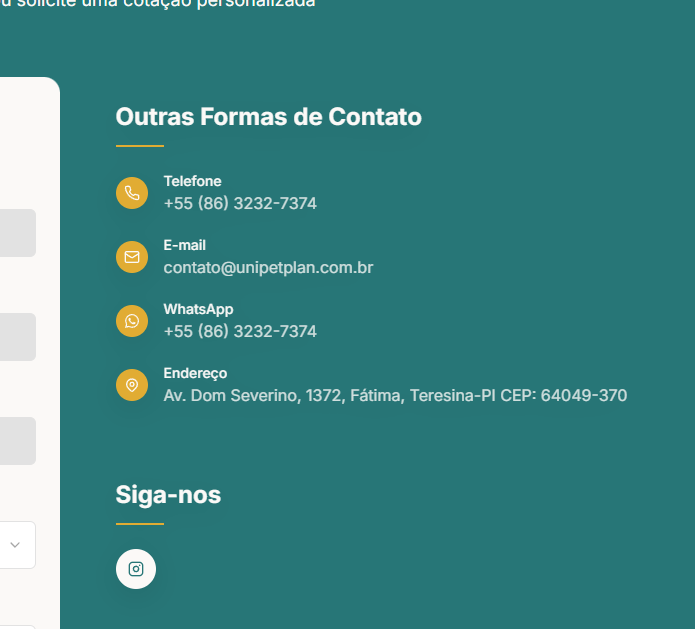 solicite uma cotação personalizada
Outras Formas de Contato
Telefone
+55 (86) 3232-7374
E-mail
contato@unipetplan.com.br
WhatsApp
+55 (86) 3232-7374
Endereço
Av. Dom Severino, 1372, Fátima, Teresina-PI CEP: 64049-370
Siga-nos